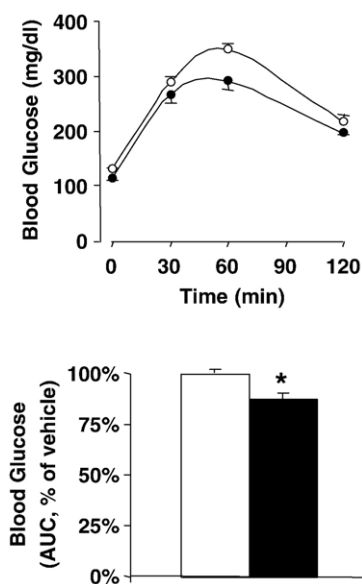 Blood Glucose (mg/dl)
400
300
200
100
0
0 30 60 90 120
Time (min)
Blood Glucose
(AUC, % of vehicle)
100%
75%
50%
25%
0%
*